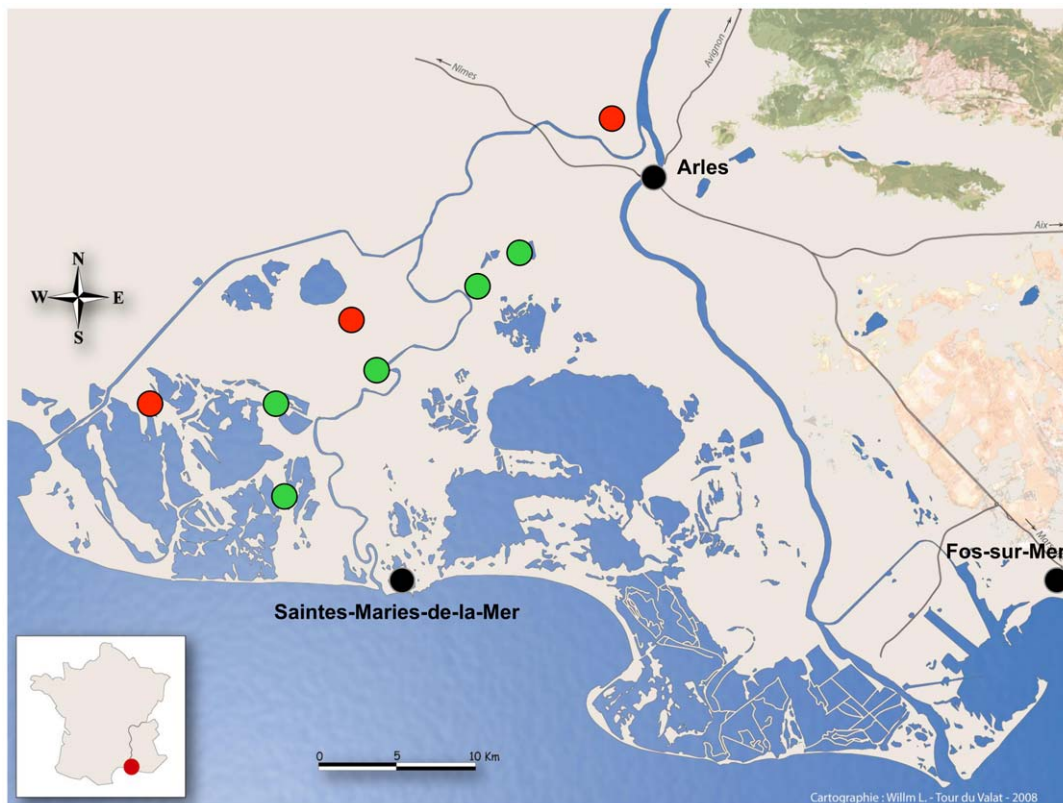 Nîmes
Avignon
Arles
Aix
N
W E
S
Fos-sur-Mer
Saintes-Maries-de-la-Mer
0 5 10 Km
Cartographie : Willm L. - Tour du Valat - 2008